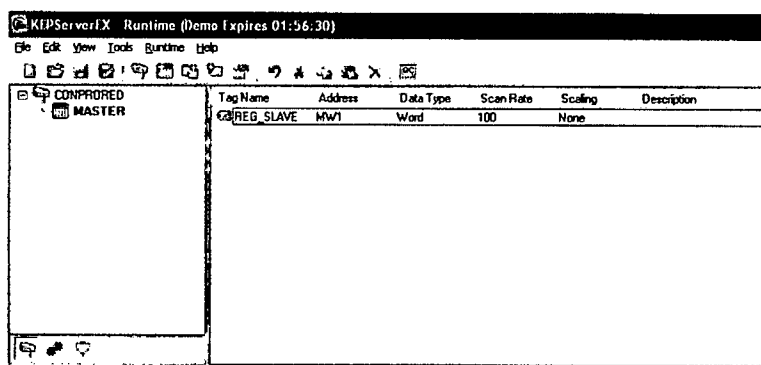 KEPServerEX - Runtime (Demo Expires 01:56:30)
File Edit View Tools Runtime Help
CONPRORED
MASTER
Tag Name Address Data Type Scan Rate Scaling Description
REG_SLAVE MW1 Word 100 None